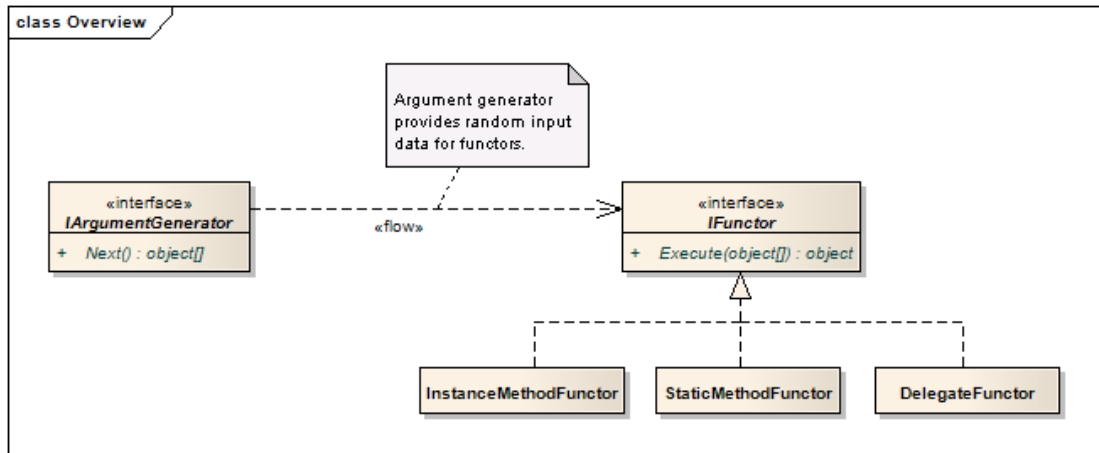 class Overview
Argument generator
provides random input
data for functors.
«interface»
IArgumentGenerator
+ Next() : object[]
«flow»
«interface»
IFunctor
+ Execute(object[]) : object
InstanceMethodFunctor
StaticMethodFunctor
DelegateFunctor